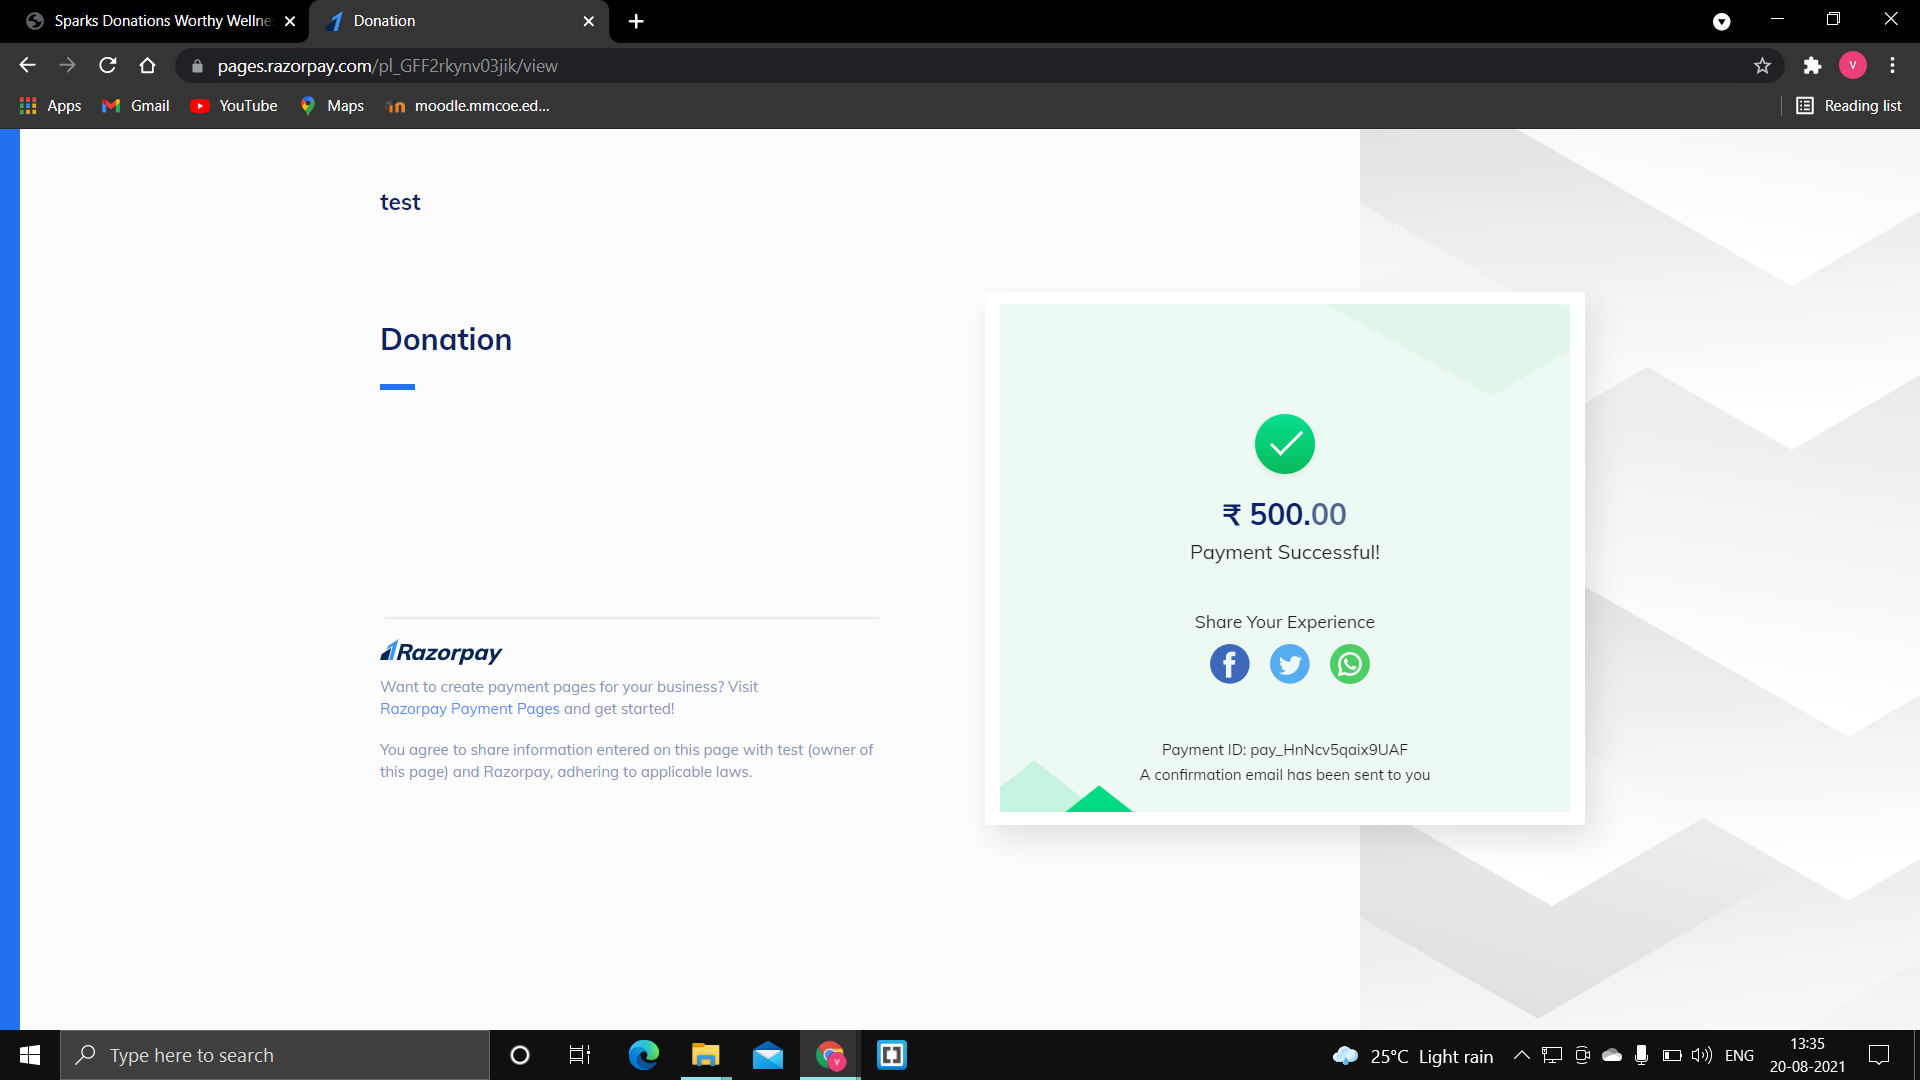 Sparks Donations Worthy Wellne
Donation
pages.razorpay.com/pl_GFF2rkynv03jik/view
V
Apps
Gmail
YouTube
Maps
moodle.mmcoe.ed...
Reading list
test
Donation
₹ 500.00
Payment Successful!
Share Your Experience
Razorpay
Want to create payment pages for your business? Visit
Razorpay Payment Pages and get started!
You agree to share information entered on this page with test (owner of
this page) and Razorpay, adhering to applicable laws.
Payment ID: pay_HnNcv5qaix9UAF
A confirmation email has been sent to you
Type here to search
25°C Light rain
ENG
13:35
20-08-2021